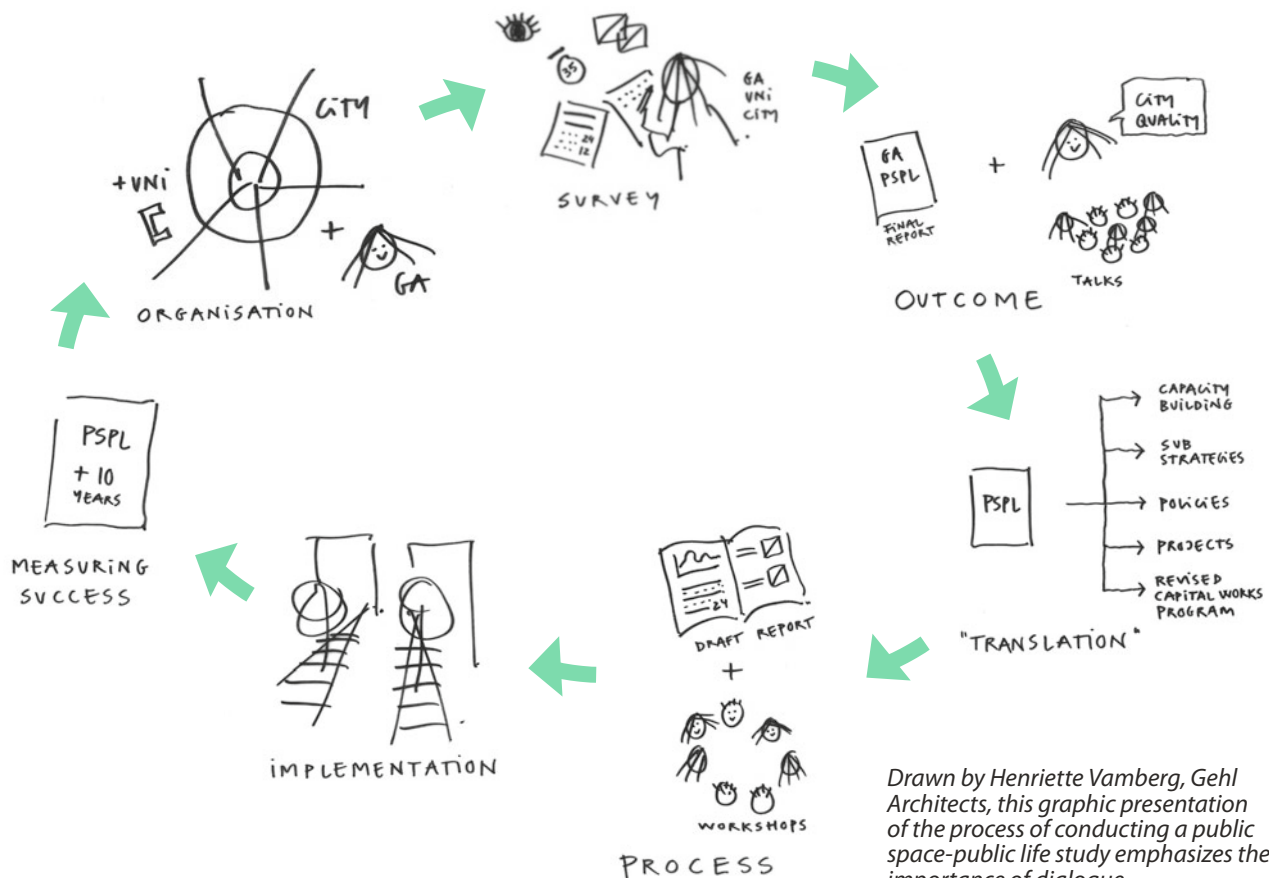 CITY
+ UNI
+
GA
ORGANISATION
35
24
12
GA
UNI
CITY
SURVEY
GA
PSPL
FINAL
REPORT
+
CITY
QUALITY
TALKS
OUTCOME
PSPL
CAPACITY
BUILDING
SUB
STRATEGIES
POLICIES
PROJECTS
REVISED
CAPITAL WORKS
PROGRAM
"TRANSLATION"
24
DRAFT REPORT
+
WORKSHOPS
PROCESS
IMPLEMENTATION
PSPL
+ 10
YEARS
MEASURING
SUCCESS
Drawn by Henriette Vamberg, Gehl
Architects, this graphic presentation
of the process of conducting a public
space-public life study emphasizes the
importance of dialogue